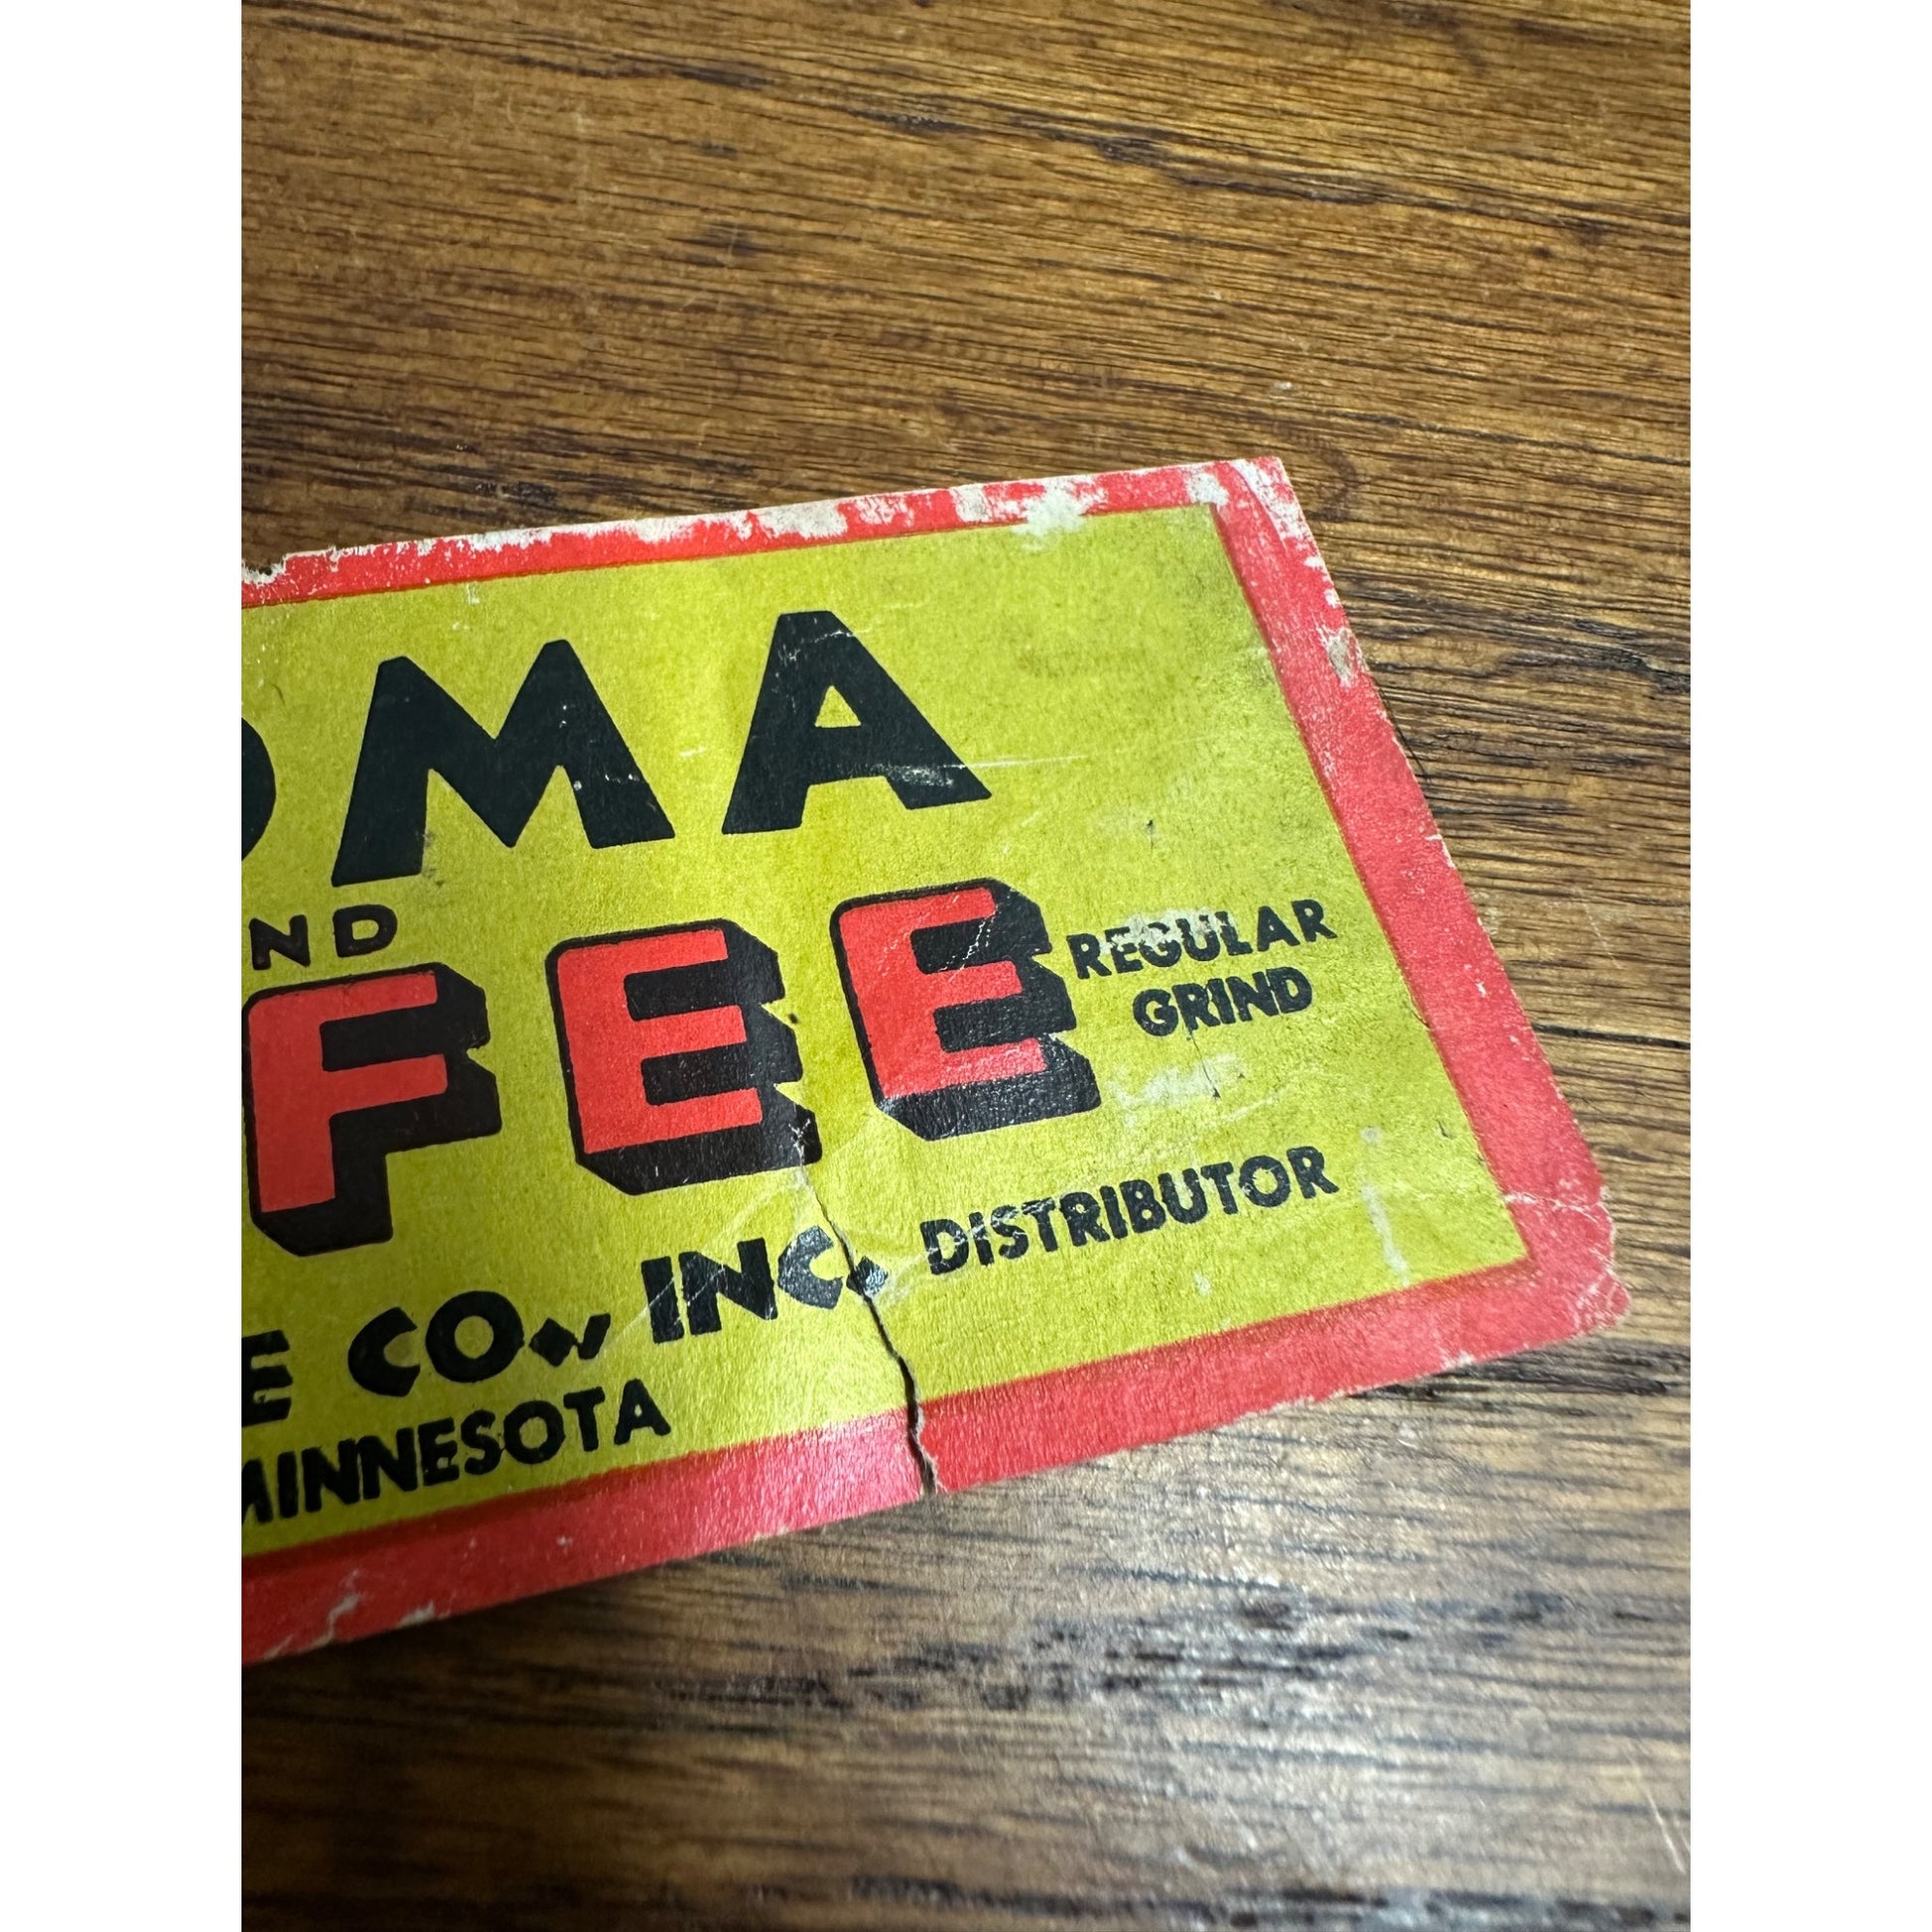 OMA
ND
FEE REGULAR
GRIND
E CO., INC. DISTRIBUTOR
MINNESOTA